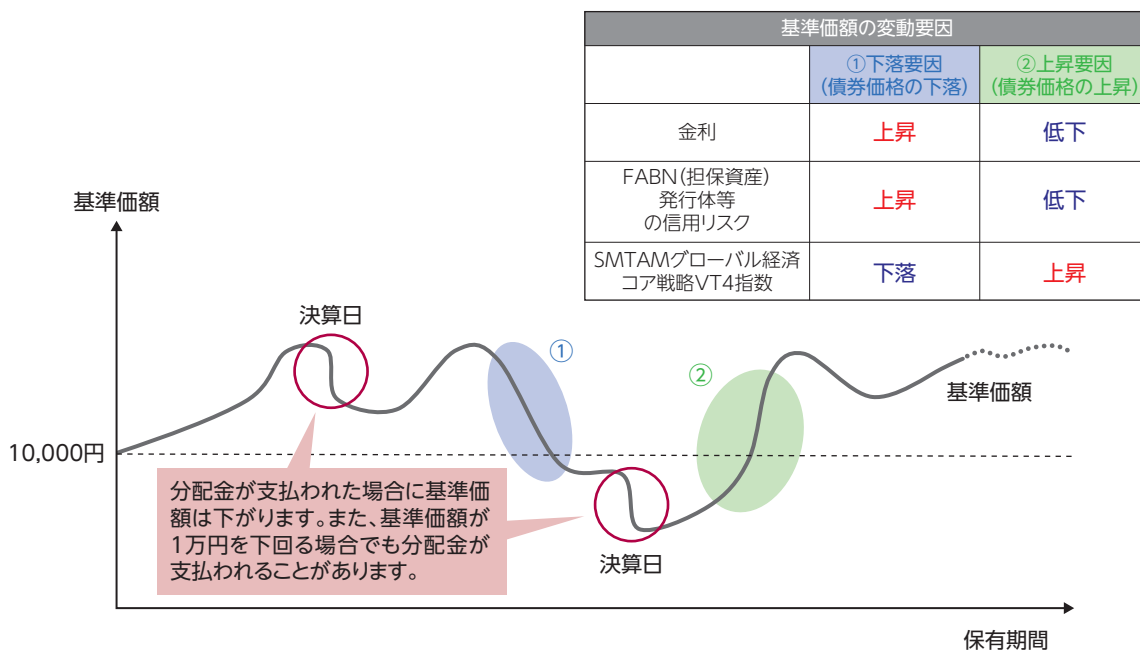 基準価額の変動要因
①下落要因
(債券価格の下落)
②上昇要因
(債券価格の上昇)
金利
上昇
低下
FABN(担保資産)
発行体等
の信用リスク
上昇
低下
SMTAMグローバル経済
コア戦略VT4指数
下落
上昇
基準価額
決算日
①
②
基準価額
10,000円
分配金が支払われた場合に基準価
額は下がります。また、基準価額が
1万円を下回る場合でも分配金が
支払われることがあります。
決算日
保有期間